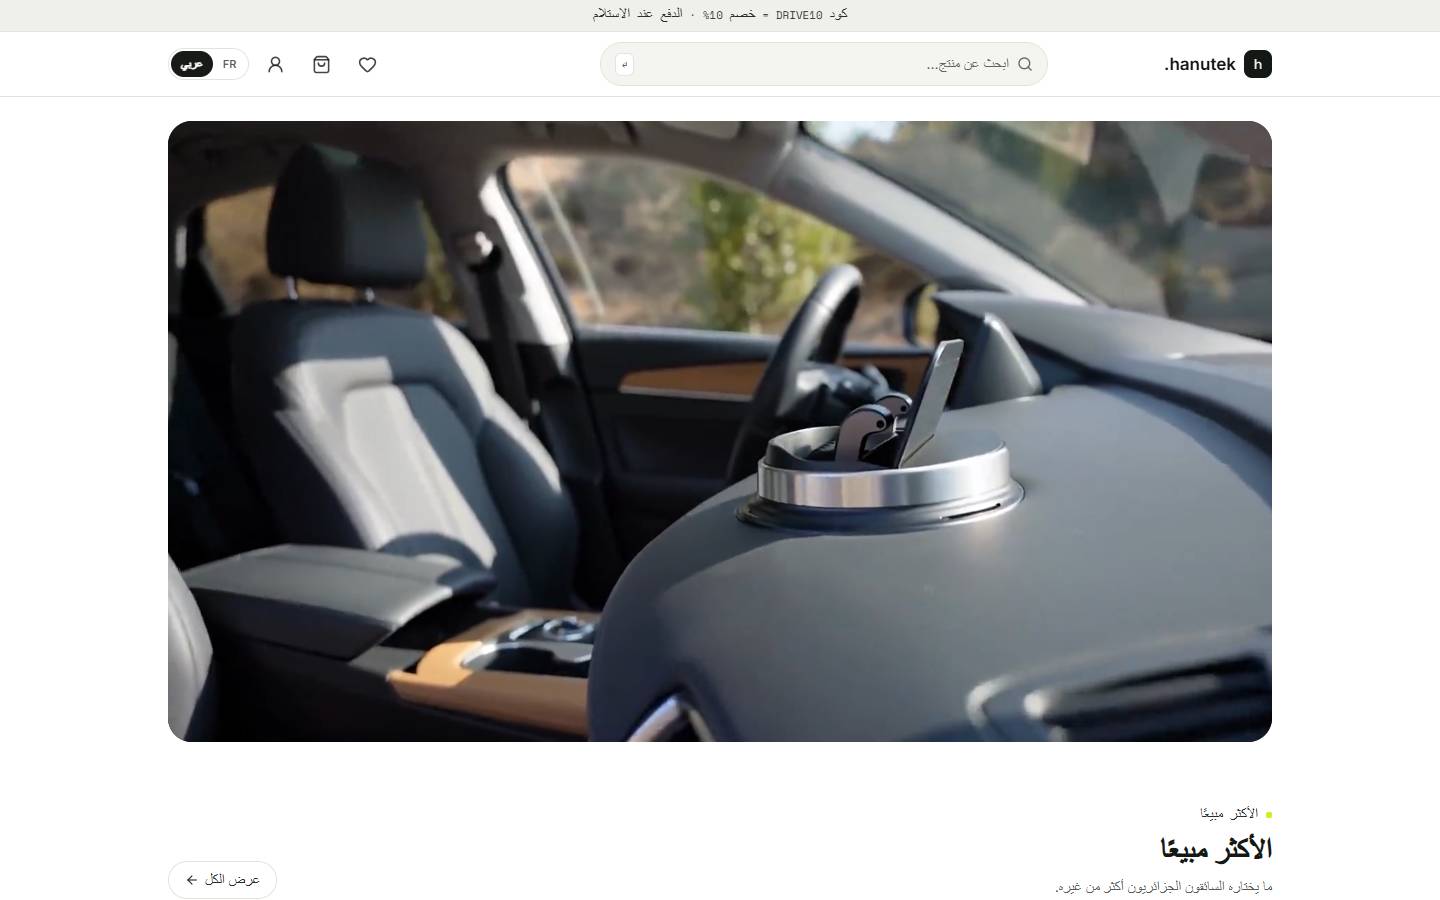 كود DRIVE10 = خصم 10% · الدفع عند الاستلام
h hanutek.
ابحث عن منتج...
FR عربي
الأكثر مبيعًا
الأكثر مبيعًا
ما يختاره السائقون الجزائريون أكثر من غيره.
عرض الكل ←